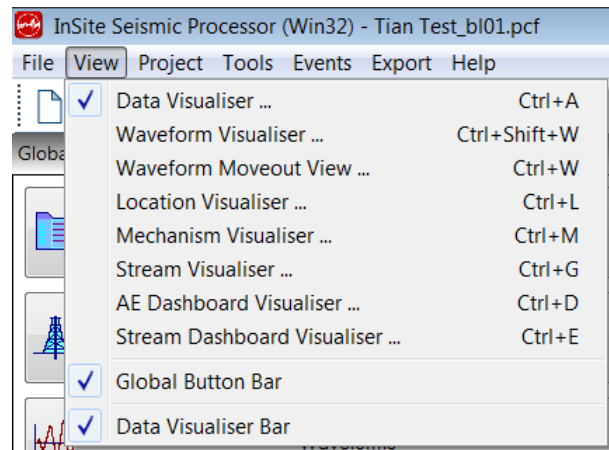 InSite Seismic Processor (Win32) - Tian Test_bl01.pcf
File View Project Tools Events Export Help
Data Visualiser ... Ctrl+A
Waveform Visualiser ... Ctrl+Shift+W
Waveform Moveout View ... Ctrl+W
Location Visualiser ... Ctrl+L
Mechanism Visualiser ... Ctrl+M
Stream Visualiser ... Ctrl+G
AE Dashboard Visualiser ... Ctrl+D
Stream Dashboard Visualiser ... Ctrl+E
Global Button Bar
Data Visualiser Bar